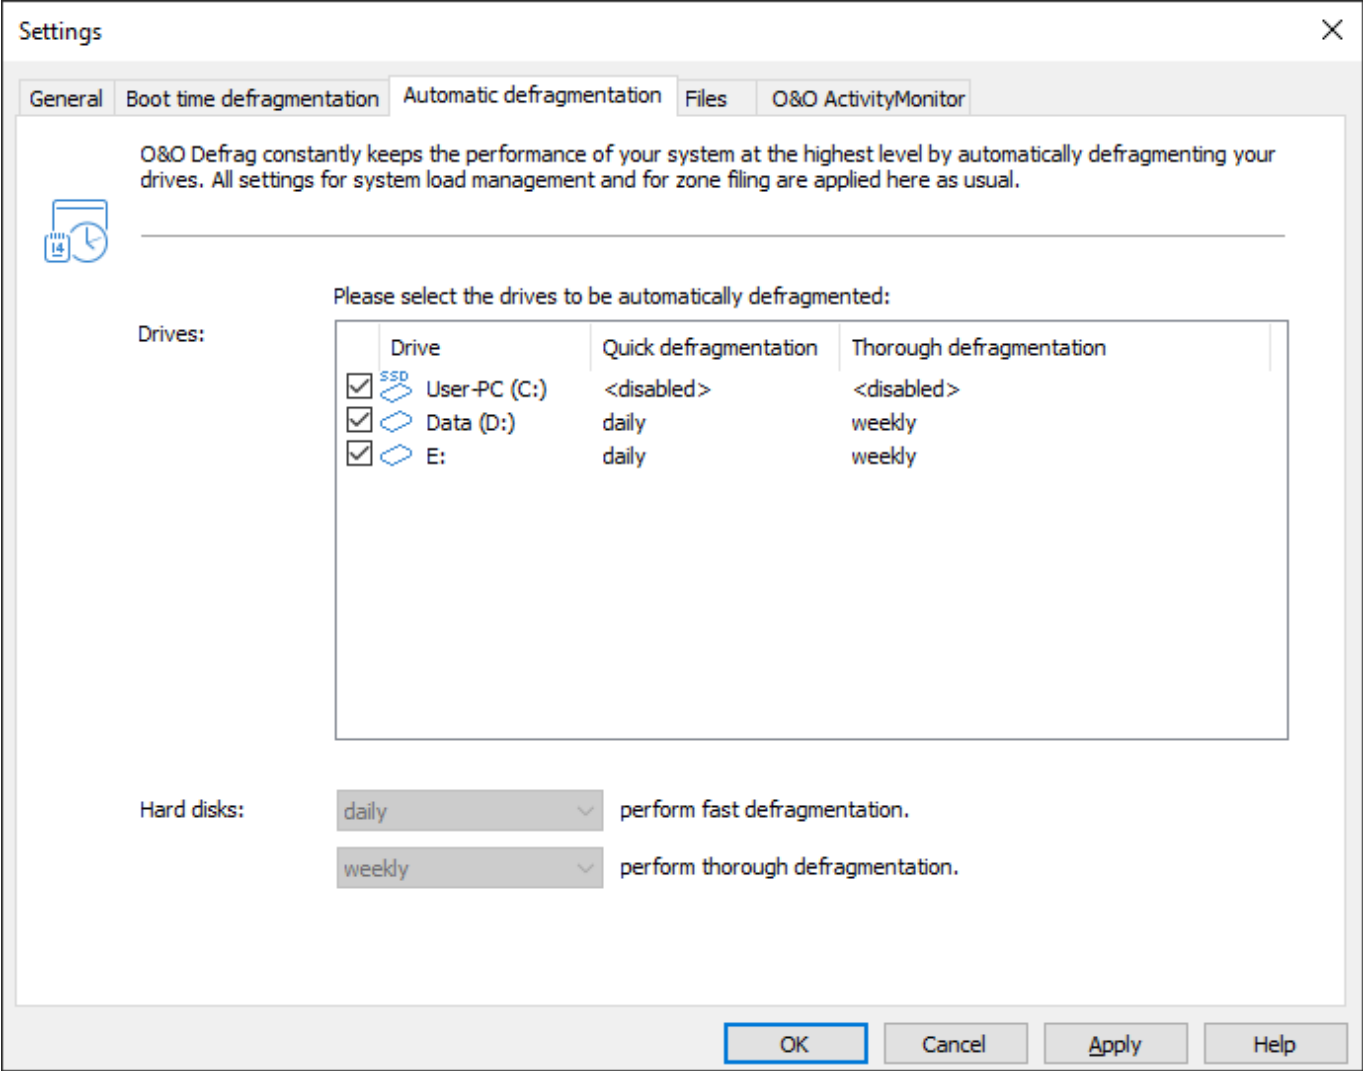 Settings
General Boot time defragmentation Automatic defragmentation Files O&O ActivityMonitor
O&O Defrag constantly keeps the performance of your system at the highest level by automatically defragmenting your
drives. All settings for system load management and for zone filing are applied here as usual.
14
Please select the drives to be automatically defragmented:
Drives:
Drive Quick defragmentation Thorough defragmentation
SSD User-PC (C:) <disabled> <disabled>
Data (D:) daily weekly
E: daily weekly
Hard disks: daily perform fast defragmentation.
weekly perform thorough defragmentation.
OK Cancel Apply Help